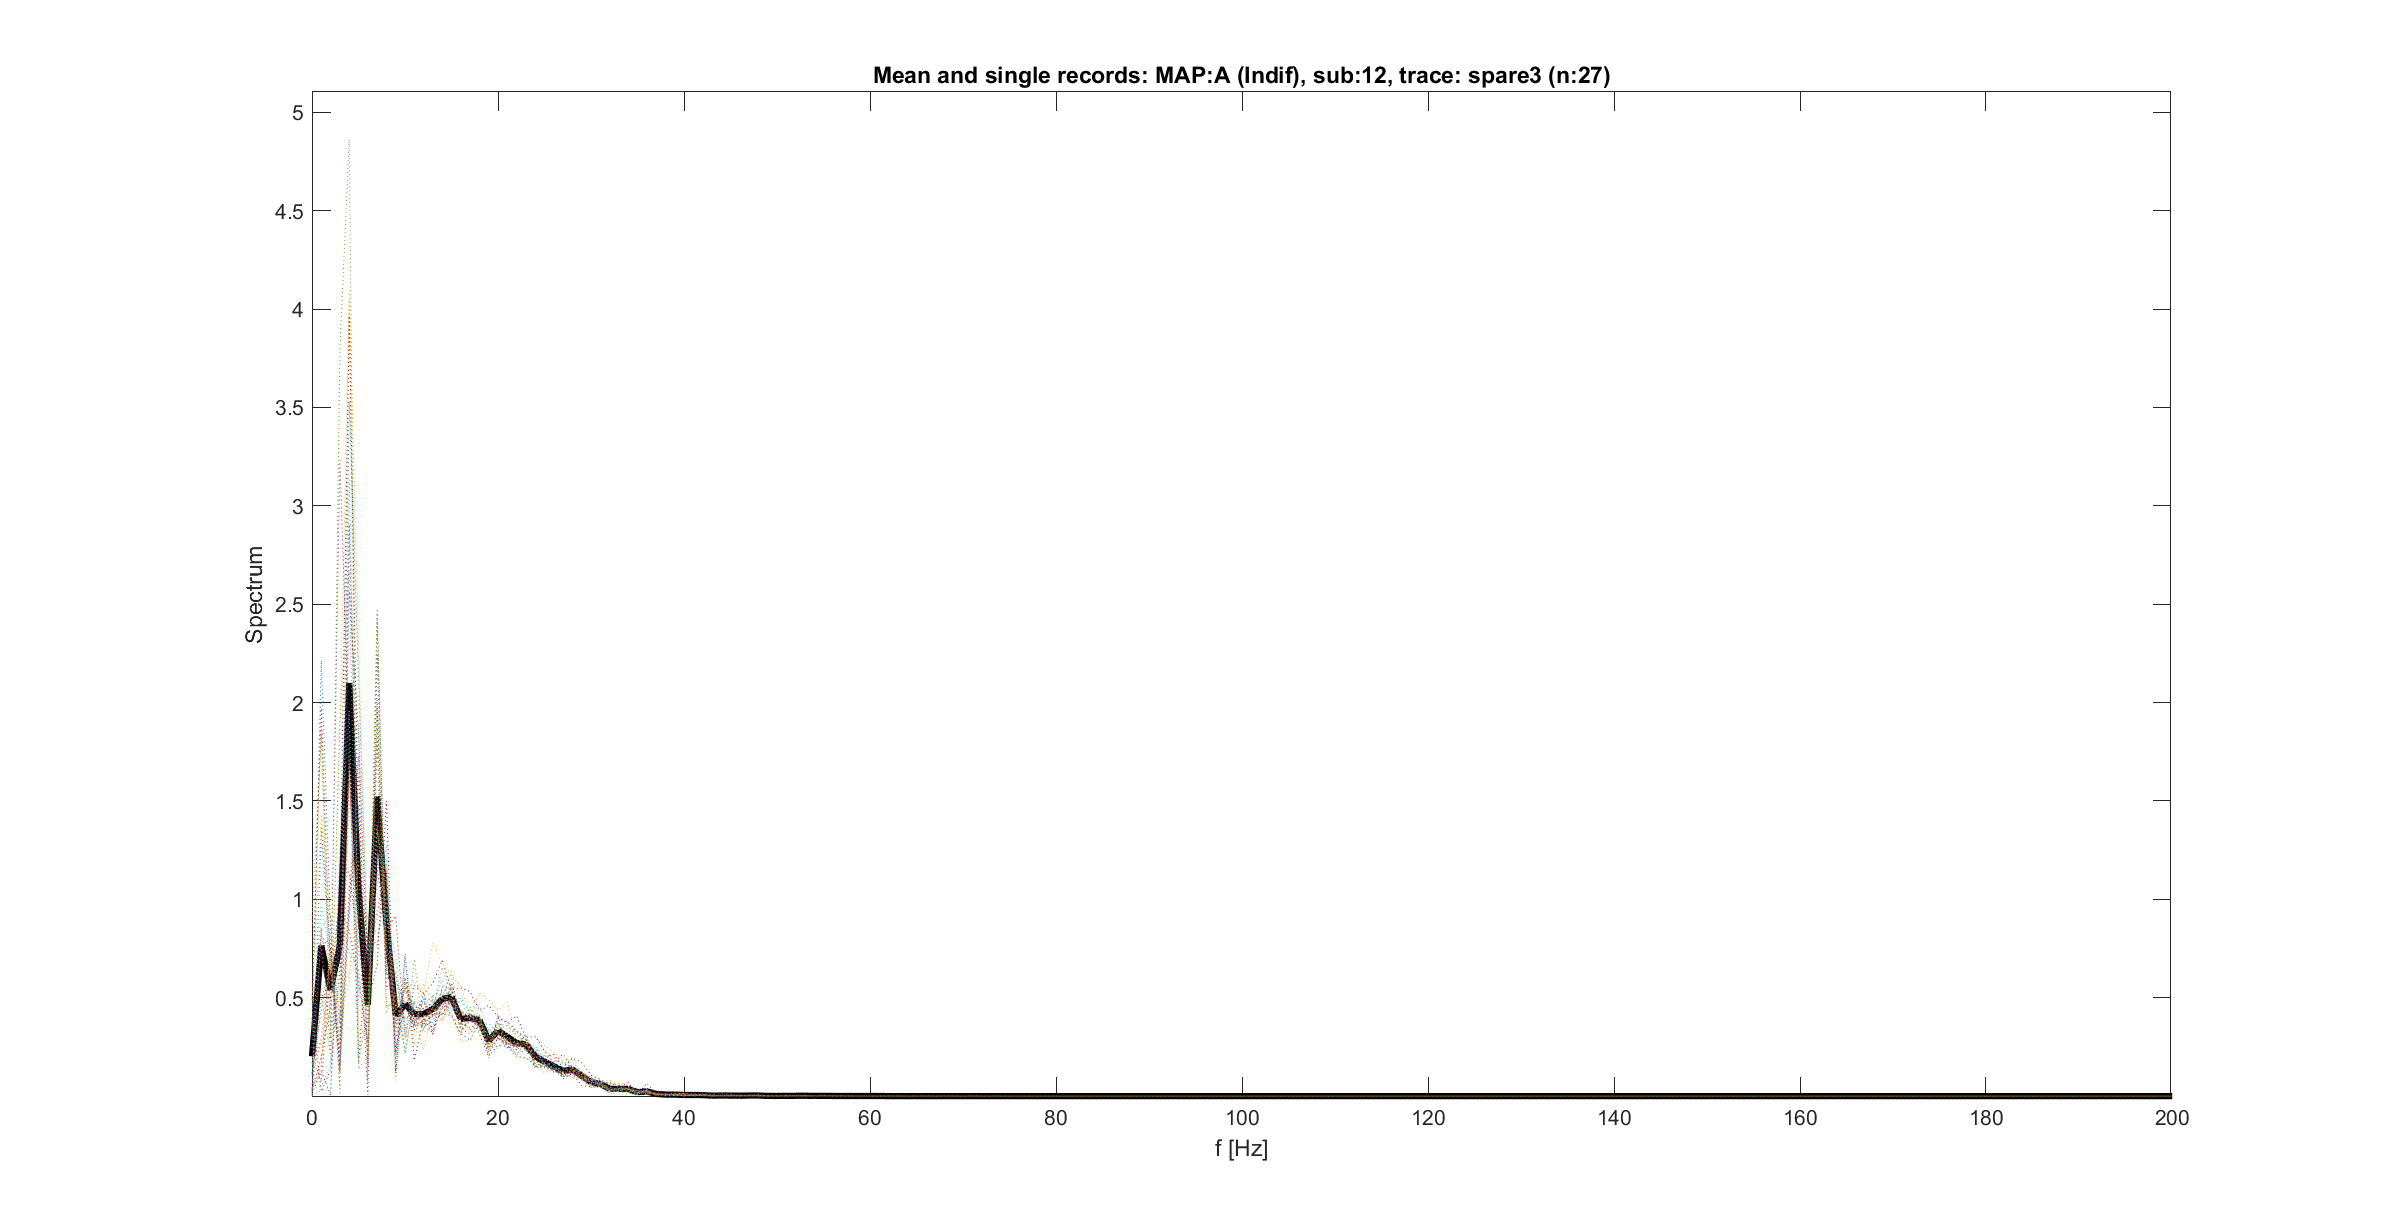 Mean and single records: MAP:A (Indif), sub:12, trace: spare3 (n:27)
5
4.5
4
3.5
3
2.5
2
1.5
1
0.5
Spectrum
0 20 40 60 80 100 120 140 160 180 200
f [Hz]